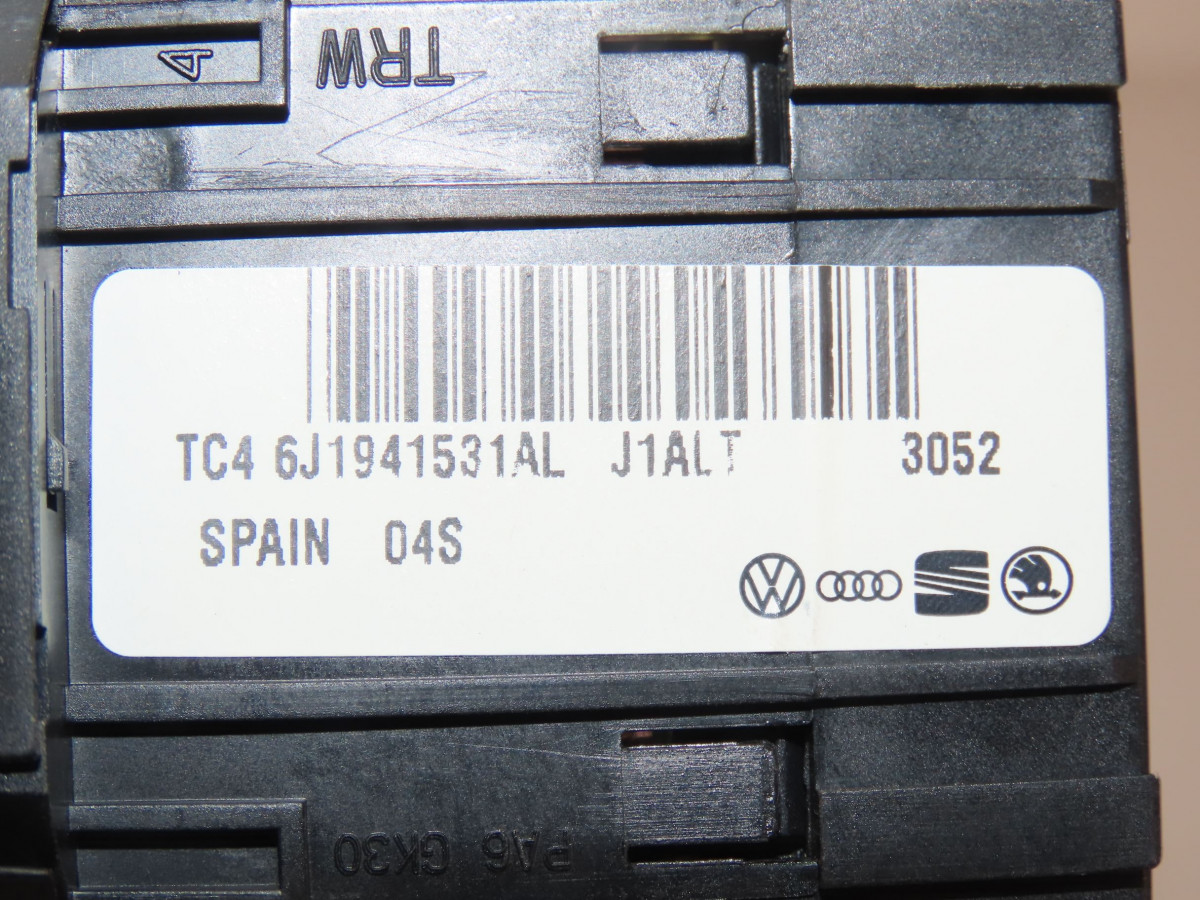 TRW
TC4 6J1941531AL J1ALT 3052
SPAIN 04S
PA6 GK30